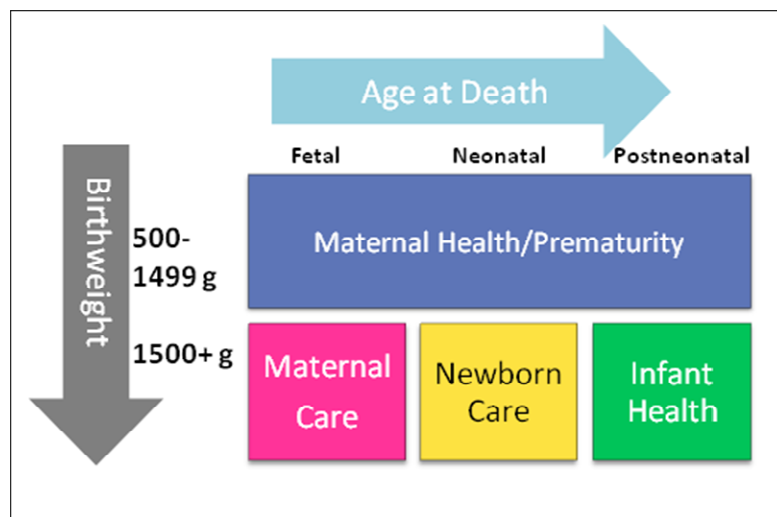 Age at Death
Fetal Neonatal Postneonatal
Birthweight
500-
1499 g
Maternal Health/Prematurity
1500+ g
Maternal
Care
Newborn
Care
Infant
Health